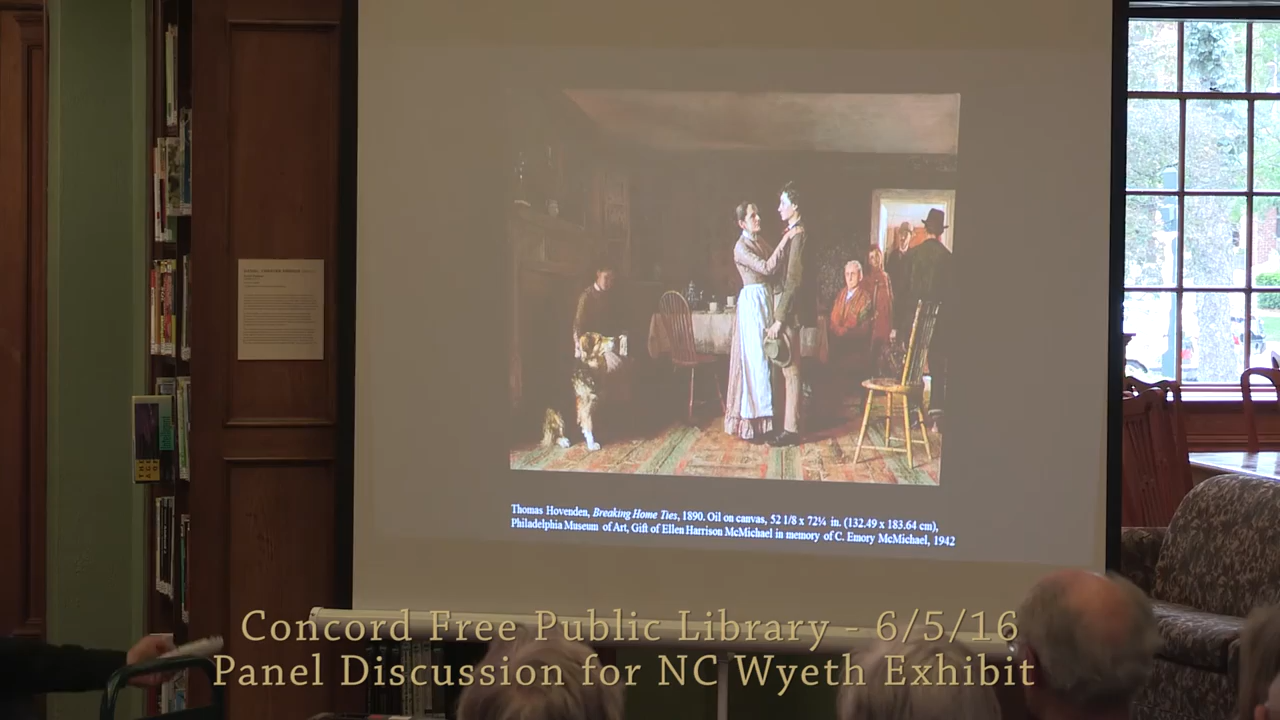 Thomas Hovenden, Breaking Home Ties, 1890. Oil on canvas, 52 1/8 x 72¼ in. (132.49 x 183.64 cm),
Philadelphia Museum of Art, Gift of Ellen Harrison McMichael in memory of C. Emory McMichael, 1942
Concord Free Public Library - 6/5/16
Panel Discussion for NC Wyeth Exhibit